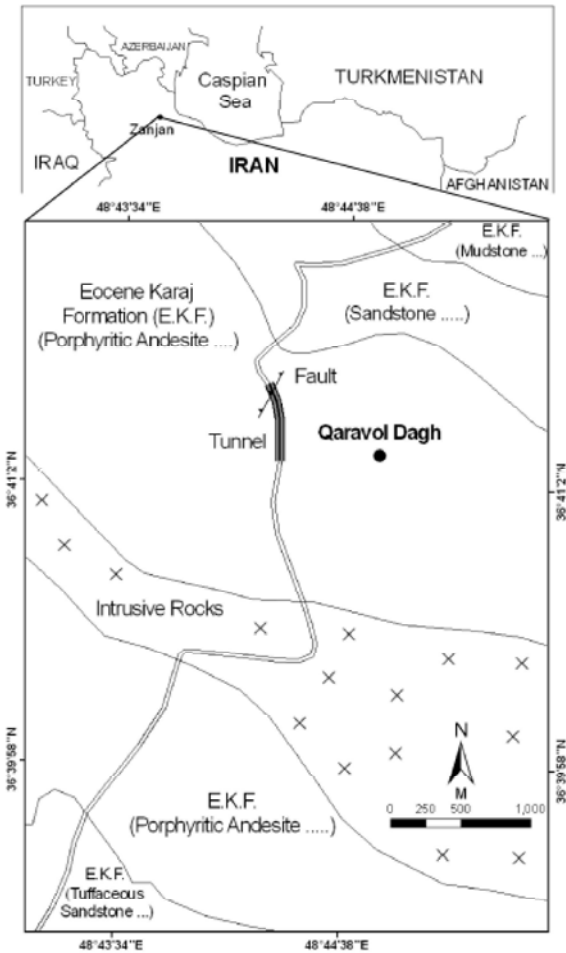 AZERBAIJAN
TURKEY
Caspian
Sea
TURKMENISTAN
Zanjan
IRAQ
IRAN
AFGHANISTAN
48°43'34"E
48°44'38"E
E.K.F.
(Mudstone ...)
Eocene Karaj
Formation (E.K.F.)
(Porphyritic Andesite ....)
E.K.F.
(Sandstone .....)
Fault
Tunnel
Qaravol Dagh
36°41'2"N
36°41'2"N
Intrusive Rocks
N
M
0 250 500 1,000
36°39'58"N
36°39'58"N
E.K.F.
(Porphyritic Andesite .....)
E.K.F.
(Tuffaceous
Sandstone ...)
48°43'34"E
48°44'38"E